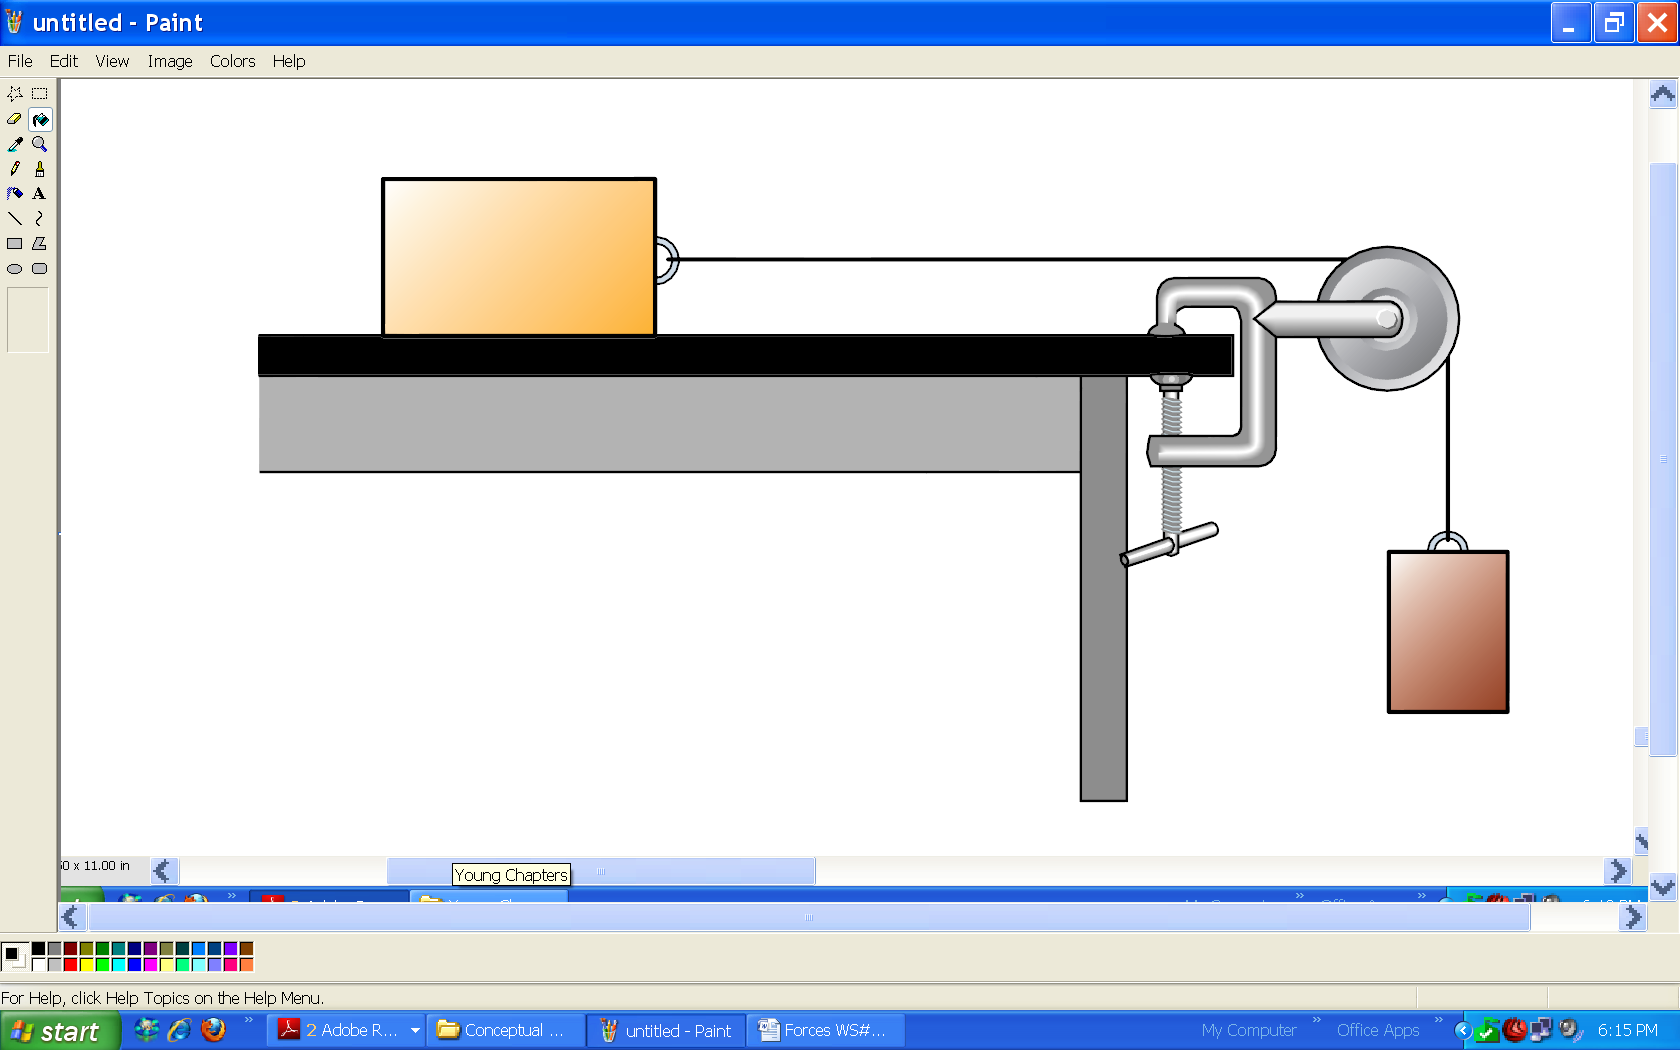 untitled - Paint
File Edit View Image Colors Help
A
0 x 11.00 in
Young Chapters
For Help, click Help Topics on the Help Menu.
start » 2 Adobe R... Conceptual ... untitled - Paint Forces WS#... My Computer » Office Apps » 6:15 PM